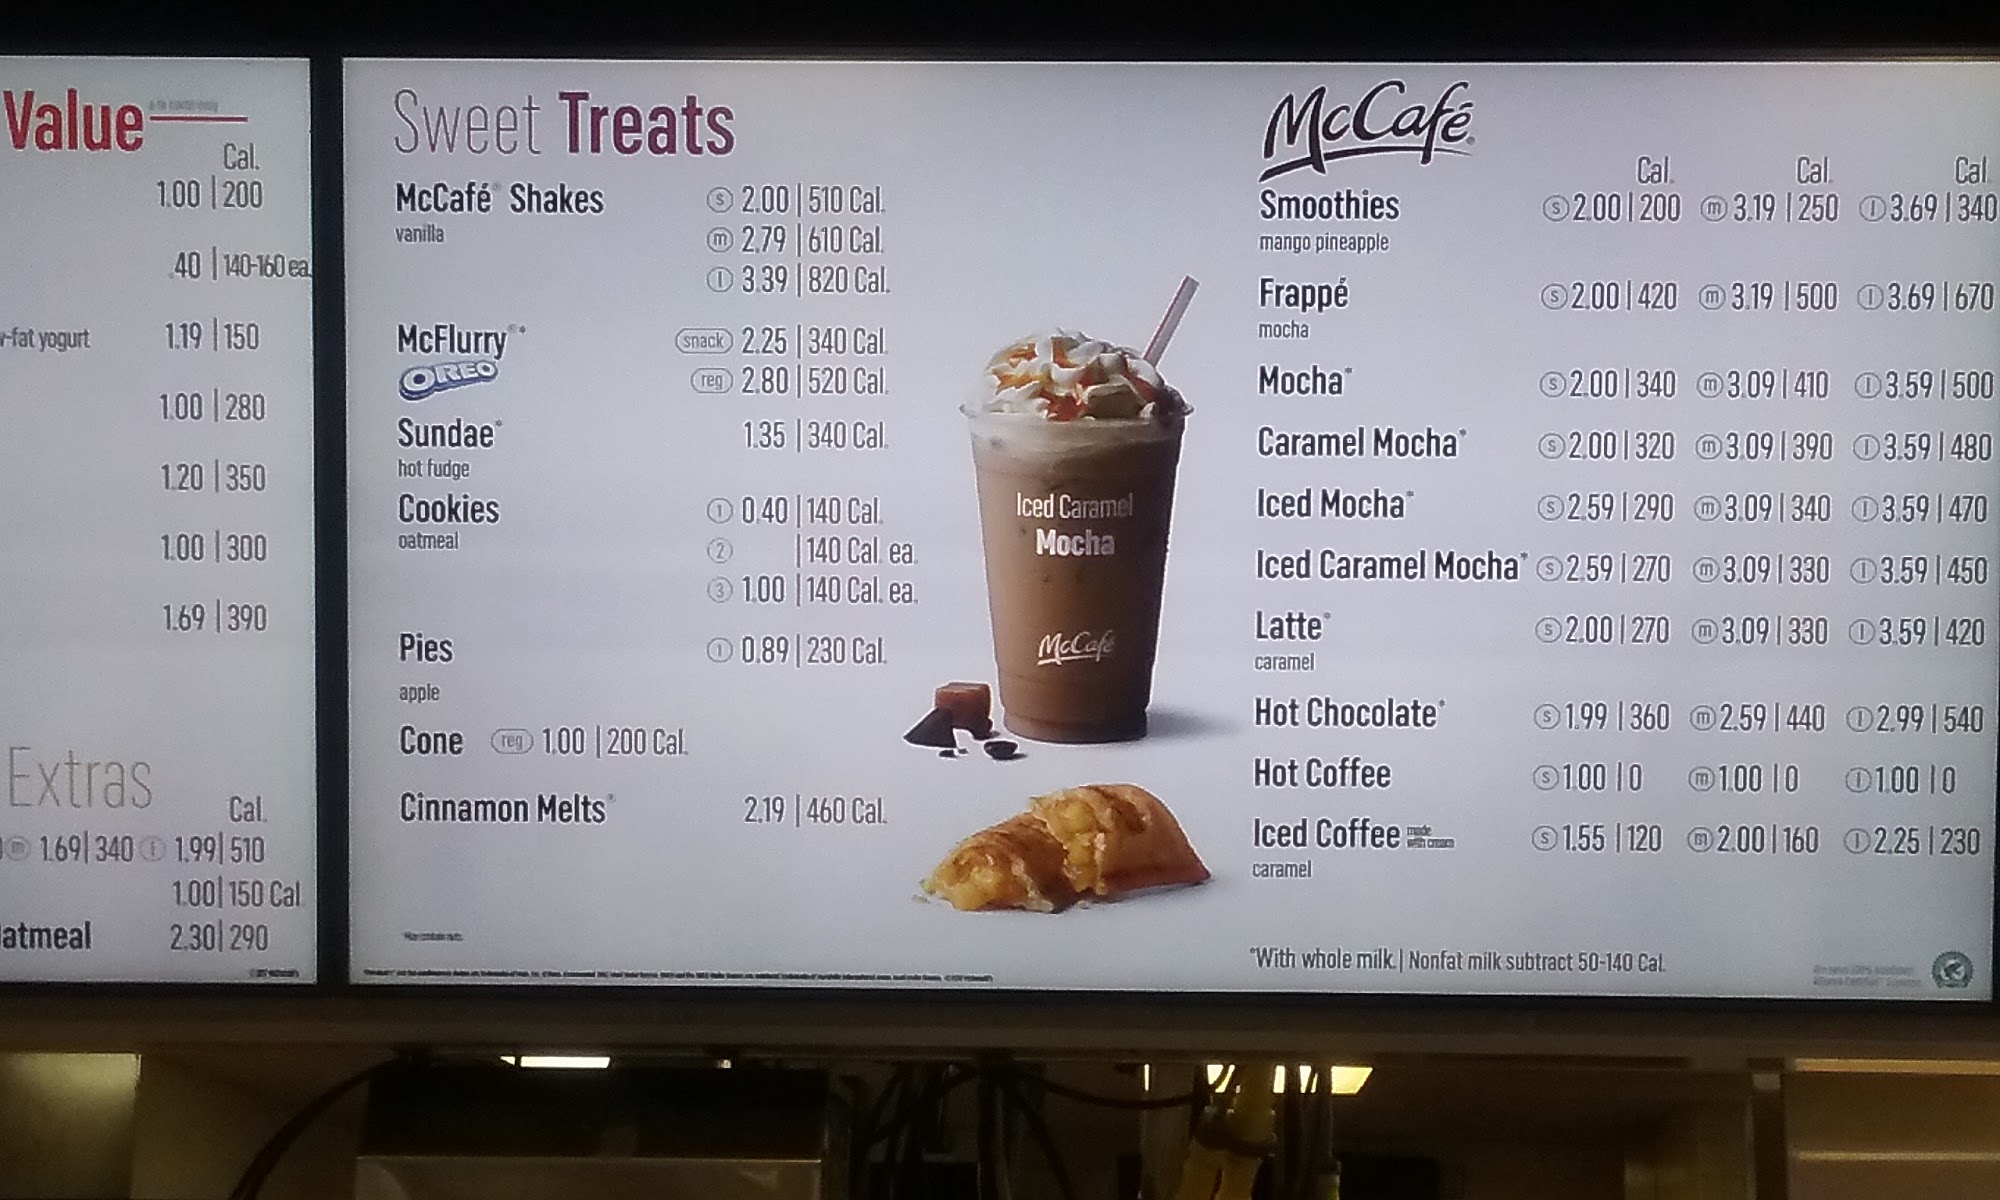 Value
Cal.
1.00 | 200
.40 | 140-160 ea.
-fat yogurt 1.19 | 150
1.00 | 280
1.20 | 350
1.00 | 300
1.69 | 390
Extras
Cal.
m 1.69 | 340 l 1.99 | 510
1.00 | 150 Cal
atmeal 2.30 | 290
Sweet Treats
McCafé® Shakes s 2.00 | 510 Cal.
vanilla m 2.79 | 610 Cal.
l 3.39 | 820 Cal.
McFlurry®* snack 2.25 | 340 Cal.
OREO reg 2.80 | 520 Cal.
Sundae* 1.35 | 340 Cal.
hot fudge
Cookies 1 0.40 | 140 Cal.
oatmeal 2 | 140 Cal. ea.
3 1.00 | 140 Cal. ea.
Pies 1 0.89 | 230 Cal.
apple
Cone reg 1.00 | 200 Cal.
Cinnamon Melts* 2.19 | 460 Cal.
*May contain nuts.
Iced Caramel
Mocha
McCafé
McCafé®
Cal. Cal. Cal.
Smoothies s 2.00 | 200 m 3.19 | 250 l 3.69 | 340
mango pineapple
Frappé s 2.00 | 420 m 3.19 | 500 l 3.69 | 670
mocha
Mocha* s 2.00 | 340 m 3.09 | 410 l 3.59 | 500
Caramel Mocha* s 2.00 | 320 m 3.09 | 390 l 3.59 | 480
Iced Mocha* s 2.59 | 290 m 3.09 | 340 l 3.59 | 470
Iced Caramel Mocha* s 2.59 | 270 m 3.09 | 330 l 3.59 | 450
Latte* s 2.00 | 270 m 3.09 | 330 l 3.59 | 420
caramel
Hot Chocolate* s 1.99 | 360 m 2.59 | 440 l 2.99 | 540
Hot Coffee s 1.00 | 0 m 1.00 | 0 l 1.00 | 0
Iced Coffee made with cream s 1.55 | 120 m 2.00 | 160 l 2.25 | 230
caramel
*With whole milk. | Nonfat milk subtract 50-140 Cal.